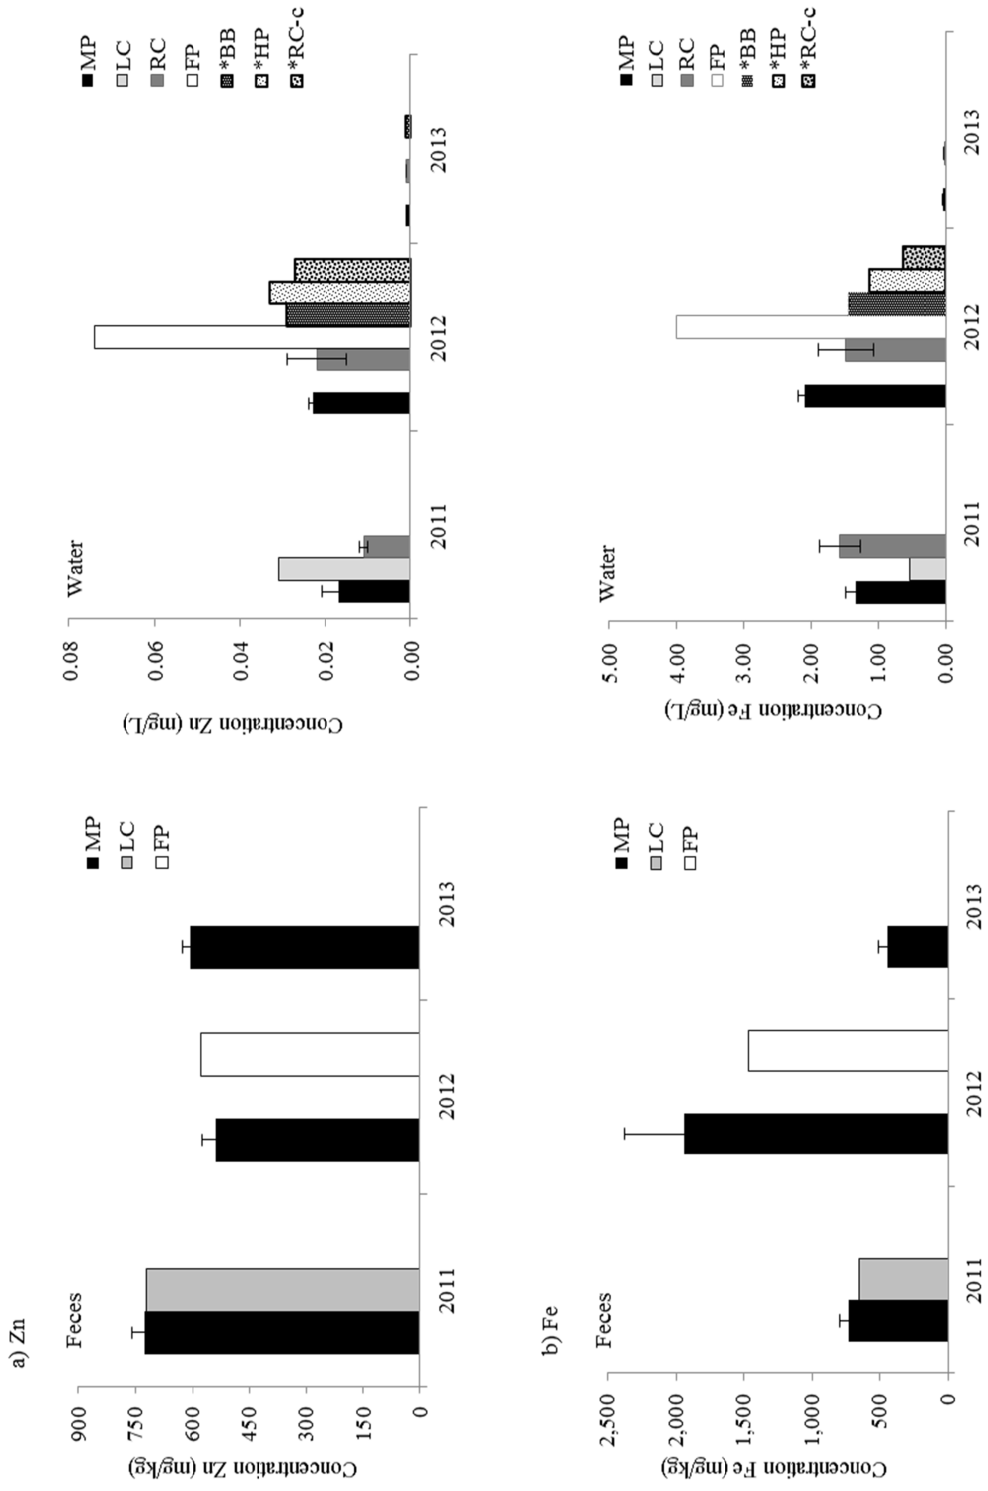 a) Zn
Feces
Concentration Zn (mg/kg)
900
750
600
450
300
150
0
2011
2012
2013
MP
LC
FP
Water
Concentration Zn (mg/L)
0.08
0.06
0.04
0.02
0.00
2011
2012
2013
MP
LC
RC
FP
*BB
*HP
*RC-c
b) Fe
Feces
Concentration Fe (mg/kg)
2,500
2,000
1,500
1,000
500
0
2011
2012
2013
MP
LC
FP
Water
Concentration Fe (mg/L)
5.00
4.00
3.00
2.00
1.00
0.00
2011
2012
2013
MP
LC
RC
FP
*BB
*HP
*RC-c